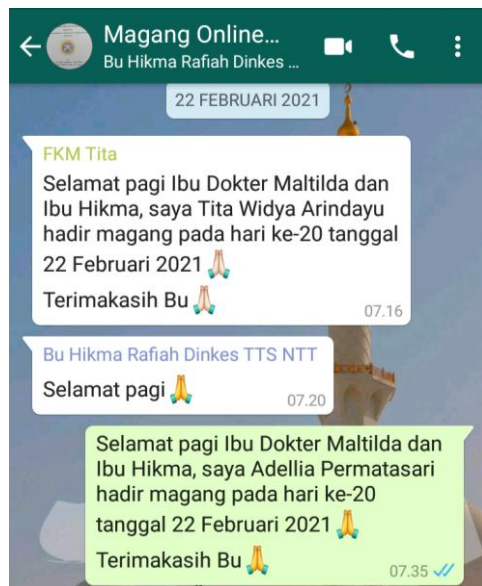 Magang Online...
Bu Hikma Rafiah Dinkes ...
22 FEBRUARI 2021
FKM Tita
Selamat pagi Ibu Dokter Maltilda dan
Ibu Hikma, saya Tita Widya Arindayu
hadir magang pada hari ke-20 tanggal
22 Februari 2021 🙏🏻
Terimakasih Bu 🙏🏻
07.16
Bu Hikma Rafiah Dinkes TTS NTT
Selamat pagi 🙏
07.20
Selamat pagi Ibu Dokter Maltilda dan
Ibu Hikma, saya Adellia Permatasari
hadir magang pada hari ke-20
tanggal 22 Februari 2021 🙏
Terimakasih Bu 🙏
07.35